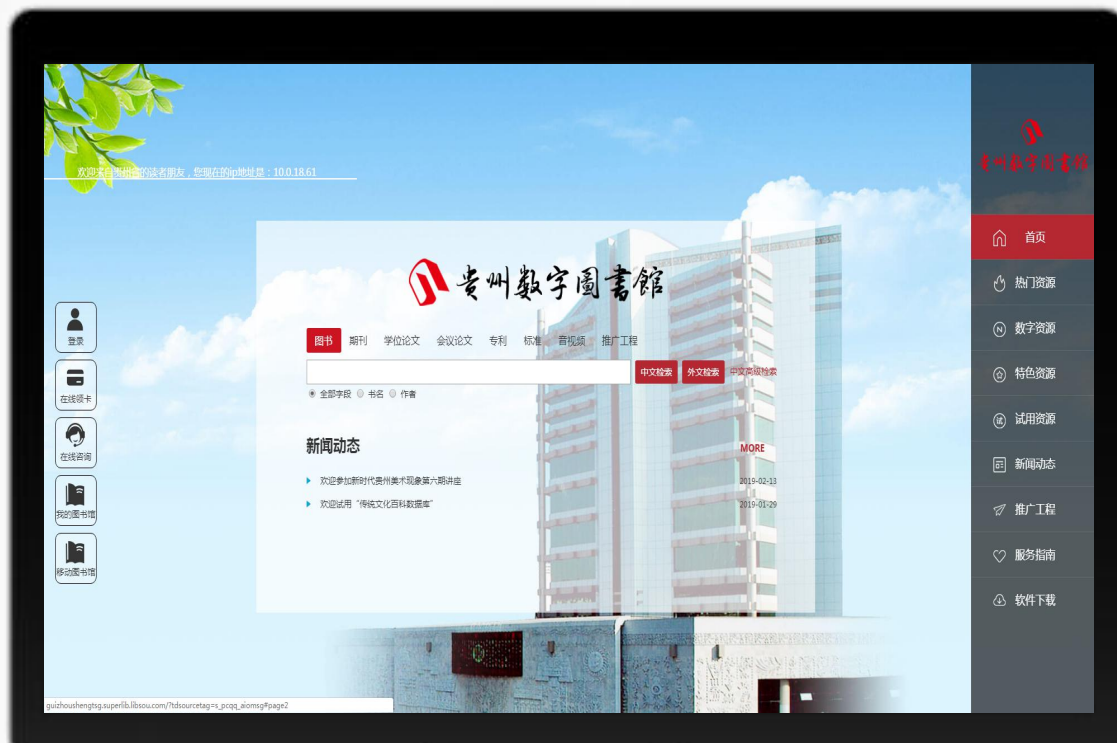 欢迎来自贵州省的读者朋友，您现在的ip地址是：10.0.18.61
贵州数字圖書館
图书 期刊 学位论文 会议论文 专利 标准 音视频 推广工程
中文检索 外文检索 中文高级检索
全部字段 书名 作者
新闻动态 MORE
欢迎参加新时代贵州美术现象第六期讲座 2019-02-13
欢迎试用“传统文化百科数据库” 2019-01-29
登录
在线领卡
在线咨询
我的图书馆
移动图书馆
贵州数字圖書館
首页
热门资源
数字资源
特色资源
试 试用资源
新闻动态
推广工程
服务指南
软件下载
guizhoushengtsg.superlib.libsou.com/?tdsourcetag=s_pcqq_aiomsg#page2